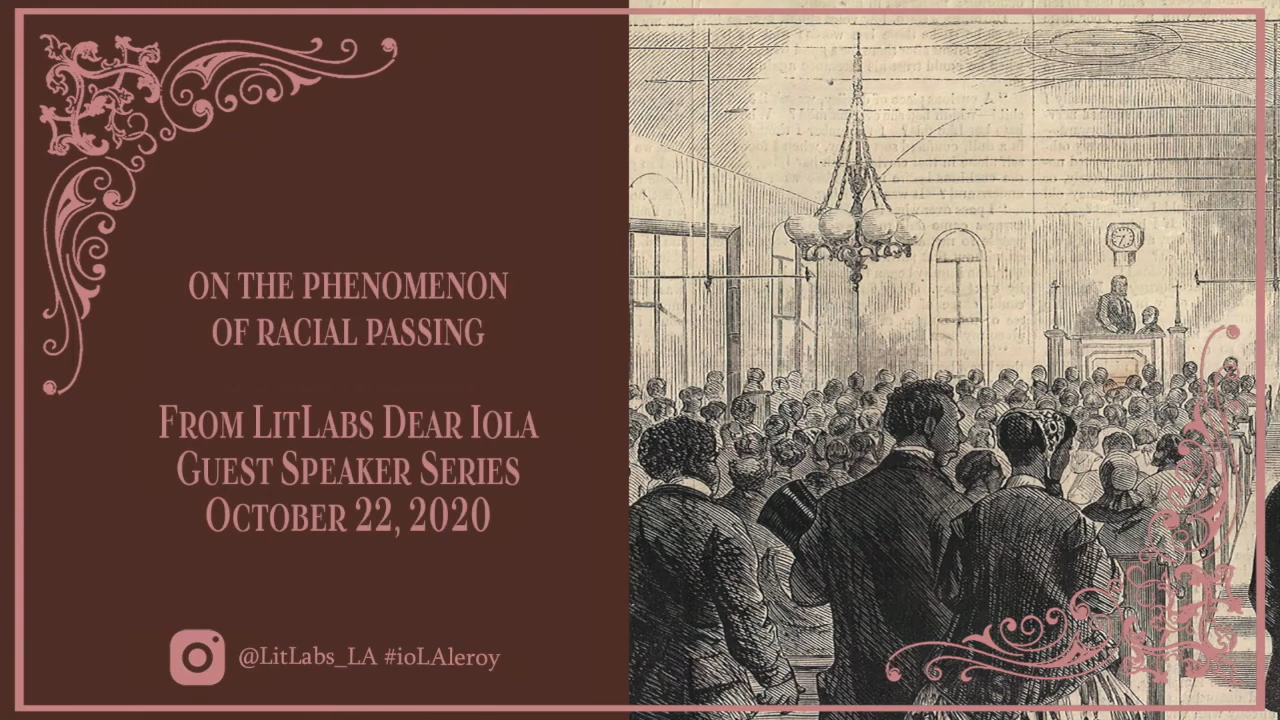 ON THE PHENOMENON
OF RACIAL PASSING
FROM LITLABS DEAR IOLA
GUEST SPEAKER SERIES
OCTOBER 22, 2020
@LitLabs_LA #ioLAleroy